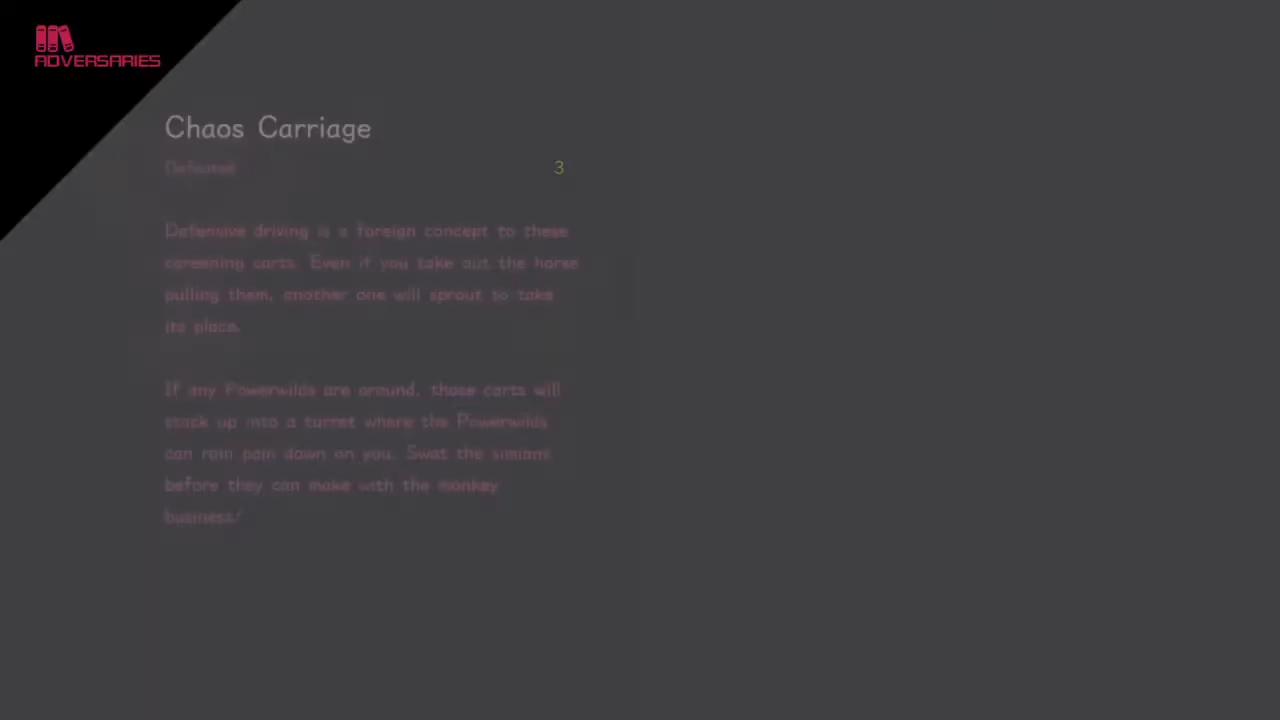 ADVERSARIES
Chaos Carriage
Defeated 3
Defensive driving is a foreign concept to these
careening carts. Even if you take out the horse
pulling them, another one will sprout to take
its place.
If any Powerwilds are around, those carts will
stack up into a turret where the Powerwilds
can rain pain down on you. Swat the simians
before they can make with the monkey
business!